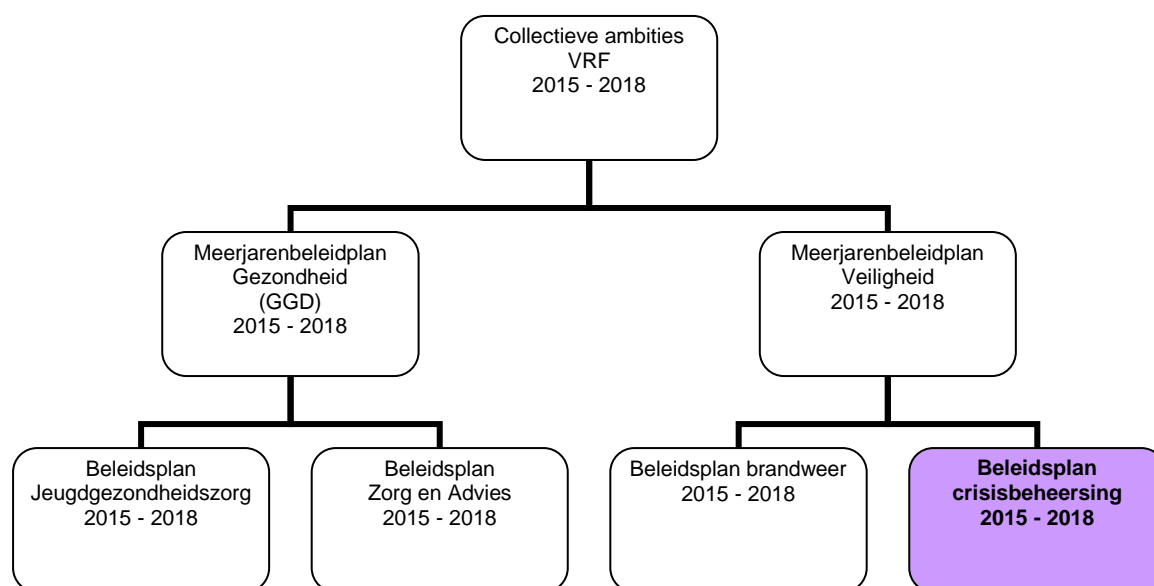 Collectieve ambities
VRF
2015 - 2018
Meerjarenbeleidplan
Gezondheid
(GGD)
2015 - 2018
Meerjarenbeleidplan
Veiligheid
2015 - 2018
Beleidsplan
Jeugdgezondheidszorg
2015 - 2018
Beleidsplan
Zorg en Advies
2015 - 2018
Beleidsplan brandweer
2015 - 2018
Beleidsplan
crisisbeheersing
2015 - 2018